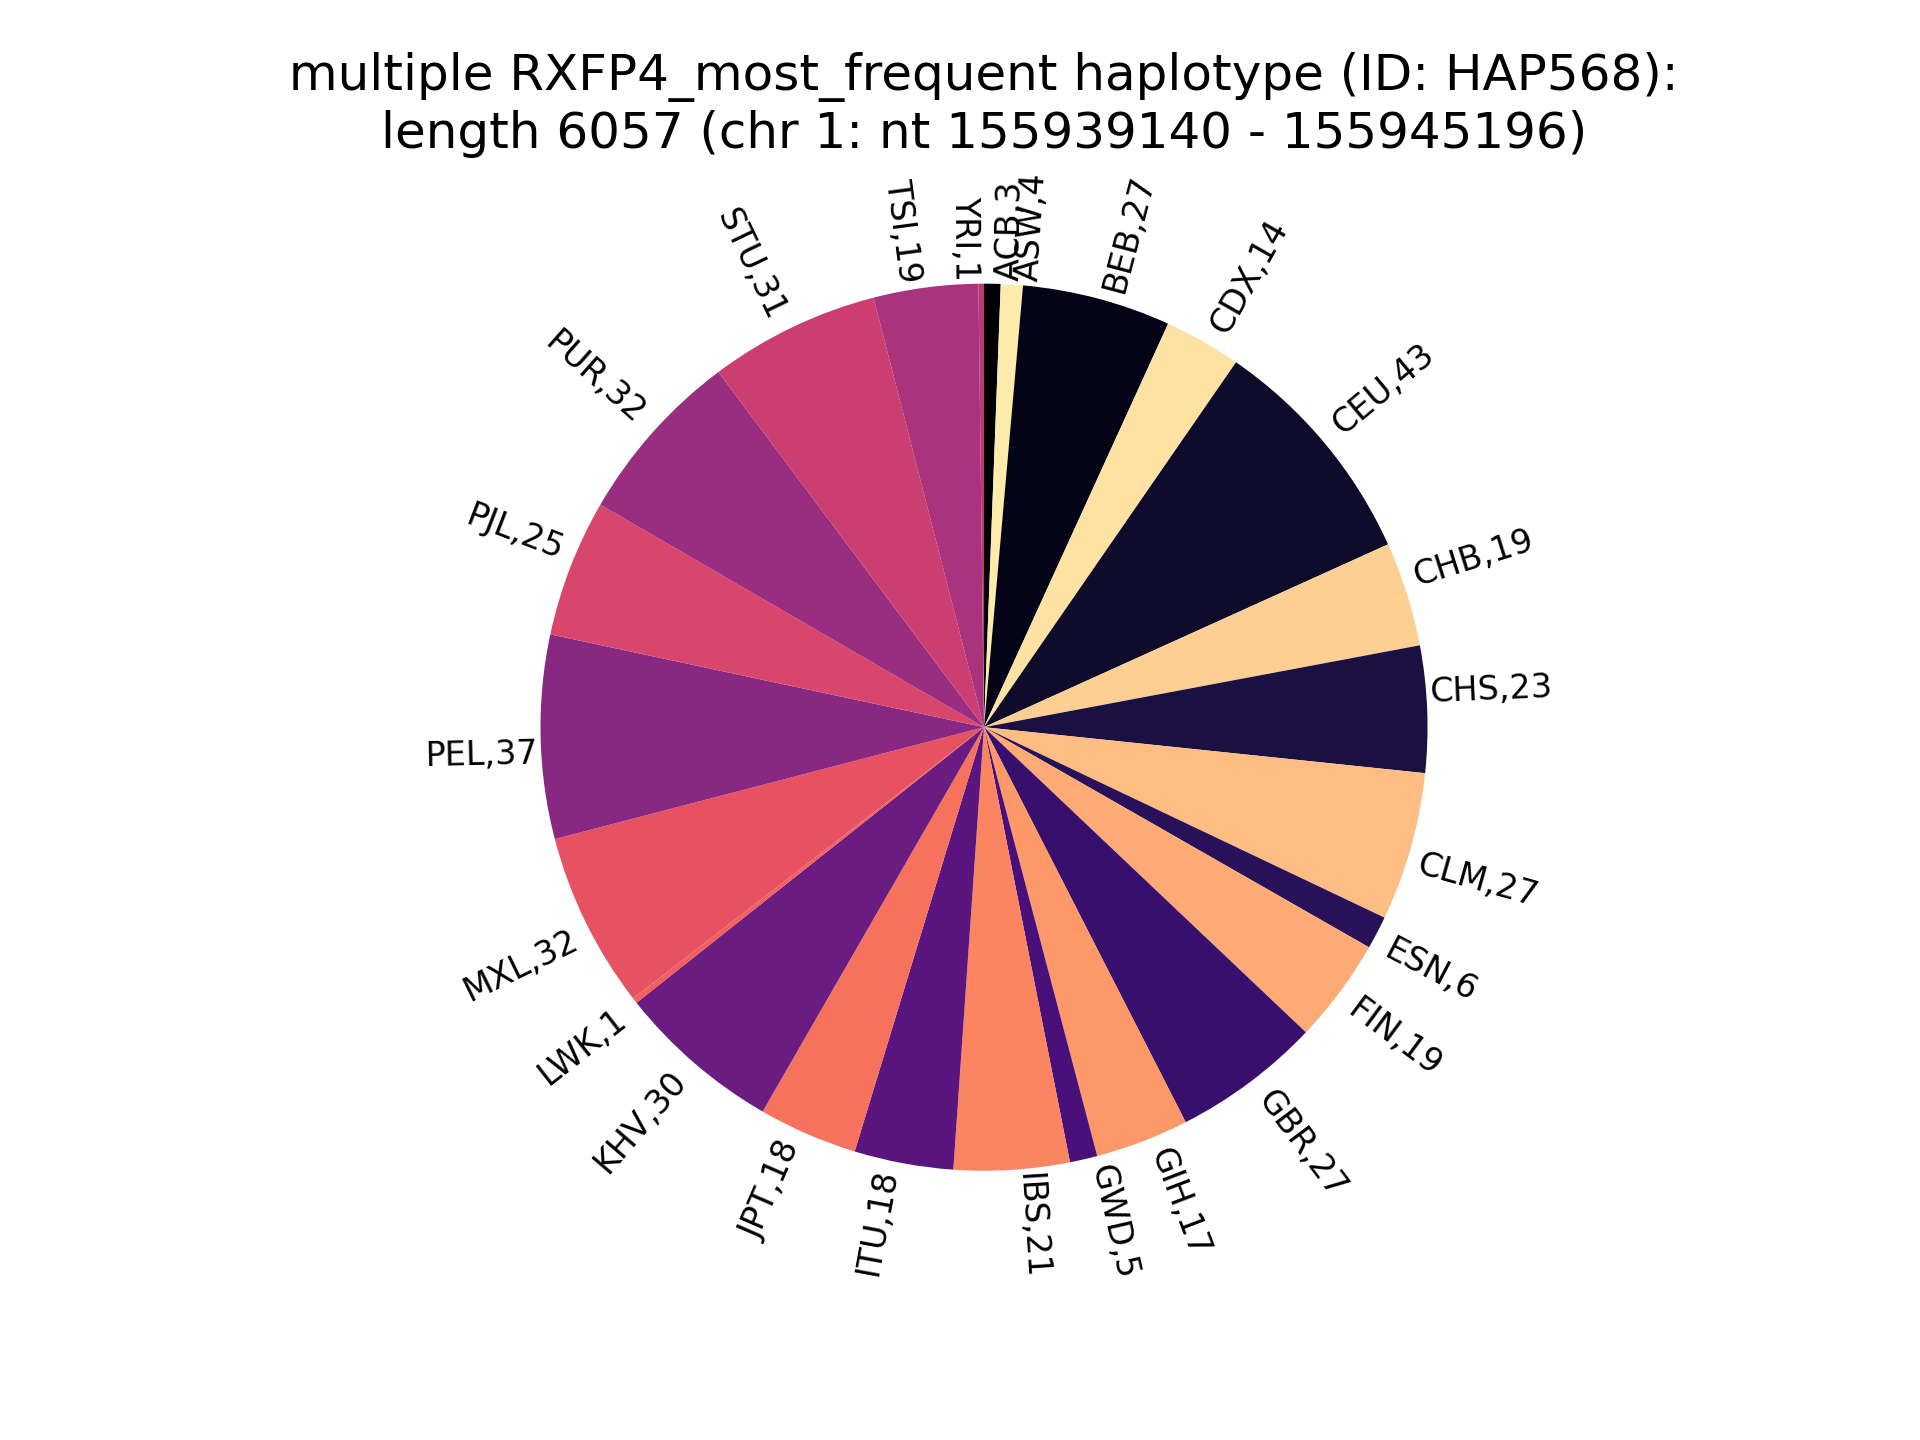 multiple RXFP4_most_frequent haplotype (ID: HAP568):
length 6057 (chr 1: nt 155939140 - 155945196)
ACB,3
ASW,4
BEB,27
CDX,14
CEU,43
CHB,19
CHS,23
CLM,27
ESN,6
FIN,19
GBR,27
GIH,17
GWD,5
IBS,21
ITU,18
JPT,18
KHV,30
LWK,1
MXL,32
PEL,37
PJL,25
PUR,32
STU,31
TSI,19
YRI,1